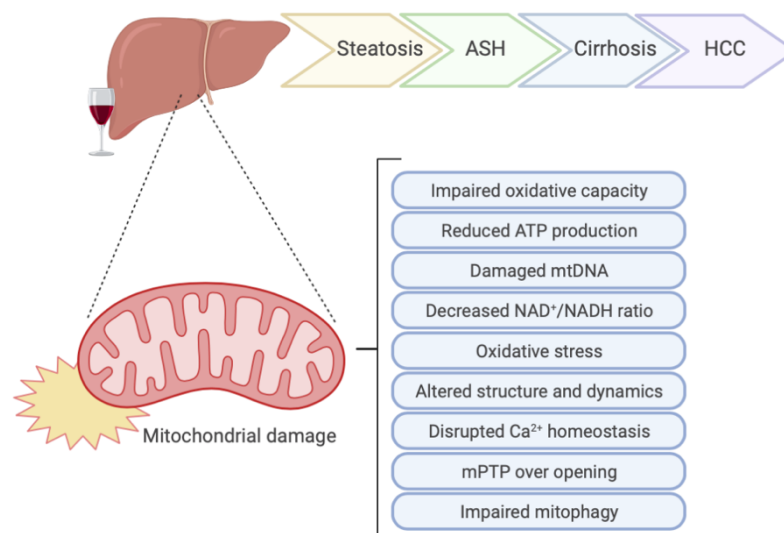 Steatosis
ASH
Cirrhosis
HCC
Impaired oxidative capacity
Reduced ATP production
Damaged mtDNA
Decreased NAD⁺/NADH ratio
Oxidative stress
Altered structure and dynamics
Disrupted Ca²⁺ homeostasis
mPTP over opening
Impaired mitophagy
Mitochondrial damage